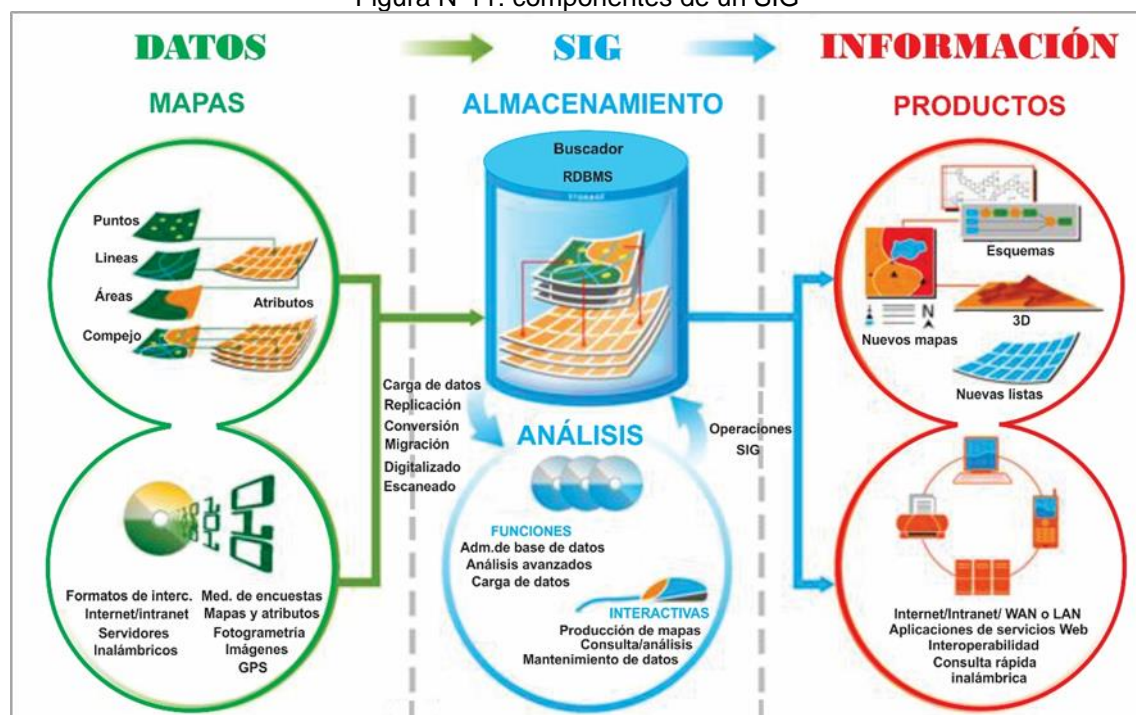 Figura N°11: componentes de un SIG
DATOS
SIG
INFORMACIÓN
MAPAS
ALMACENAMIENTO
PRODUCTOS
Puntos
Lineas
Áreas
Atributos
Compejo
Formatos de interc.
Internet/intranet
Servidores
Inalámbricos
Med. de encuestas
Mapas y atributos
Fotogrametría
Imágenes
GPS
Carga de datos
Replicación
Conversión
Migración
Digitalizado
Escaneado
Buscador
RDBMS
STORAGE
ANÁLISIS
Operaciones
SIG
FUNCIONES
Adm.de base de datos
Análisis avanzados
Carga de datos
INTERACTIVAS
Producción de mapas
Consulta/análisis
Mantenimiento de datos
Esquemas
N
3D
Nuevos mapas
Nuevas listas
Internet/Intranet/ WAN o LAN
Aplicaciones de servicios Web
Interoperabilidad
Consulta rápida
inalámbrica